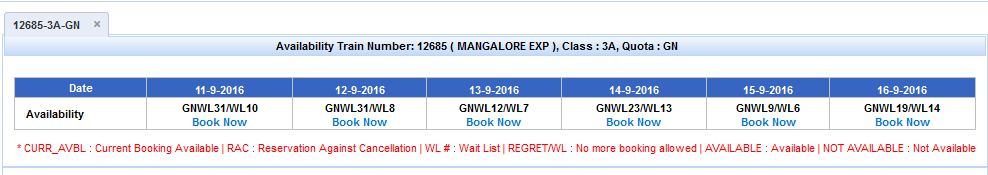 12685-3A-GN ×
Availability Train Number: 12685 ( MANGALORE EXP ), Class : 3A, Quota : GN
Date 11-9-2016 12-9-2016 13-9-2016 14-9-2016 15-9-2016 16-9-2016
Availability GNWL31/WL10 GNWL31/WL8 GNWL12/WL7 GNWL23/WL13 GNWL9/WL6 GNWL19/WL14
Book Now Book Now Book Now Book Now Book Now Book Now
* CURR_AVBL : Current Booking Available | RAC : Reservation Against Cancellation | WL # : Wait List | REGRET/WL : No more booking allowed | AVAILABLE : Available | NOT AVAILABLE : Not Available